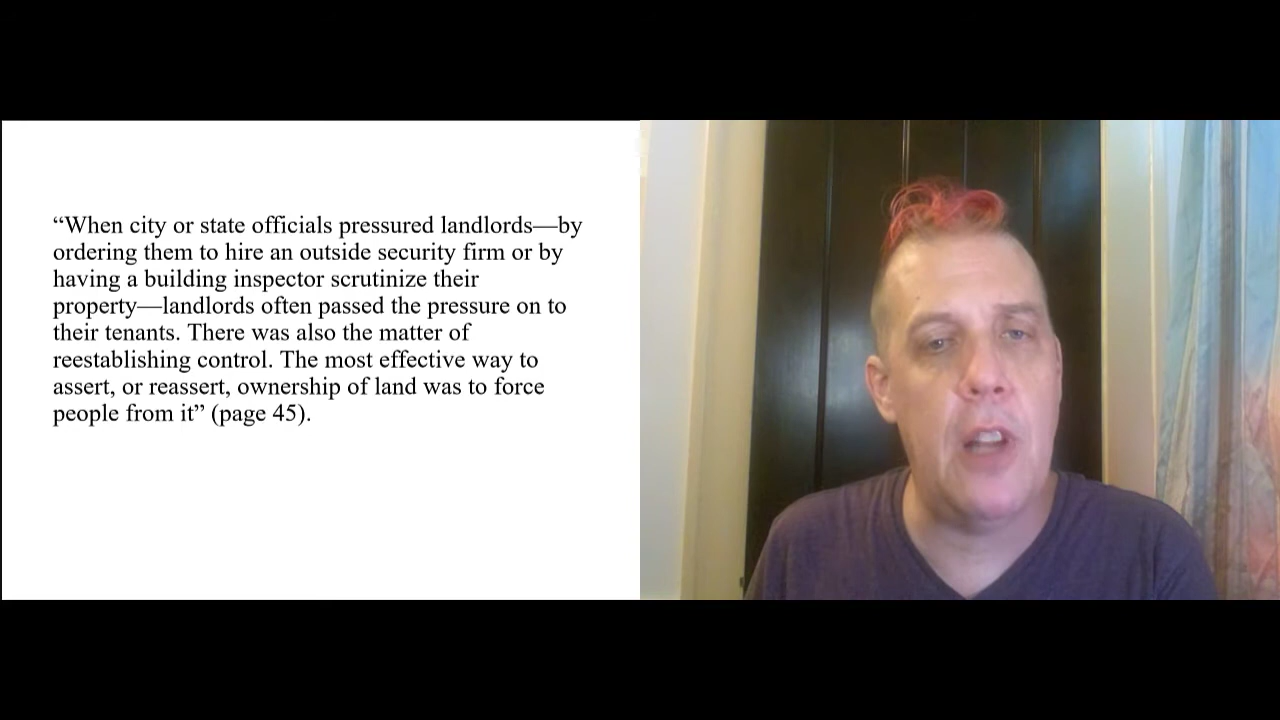 “When city or state officials pressured landlords—by
ordering them to hire an outside security firm or by
having a building inspector scrutinize their
property—landlords often passed the pressure on to
their tenants. There was also the matter of
reestablishing control. The most effective way to
assert, or reassert, ownership of land was to force
people from it” (page 45).